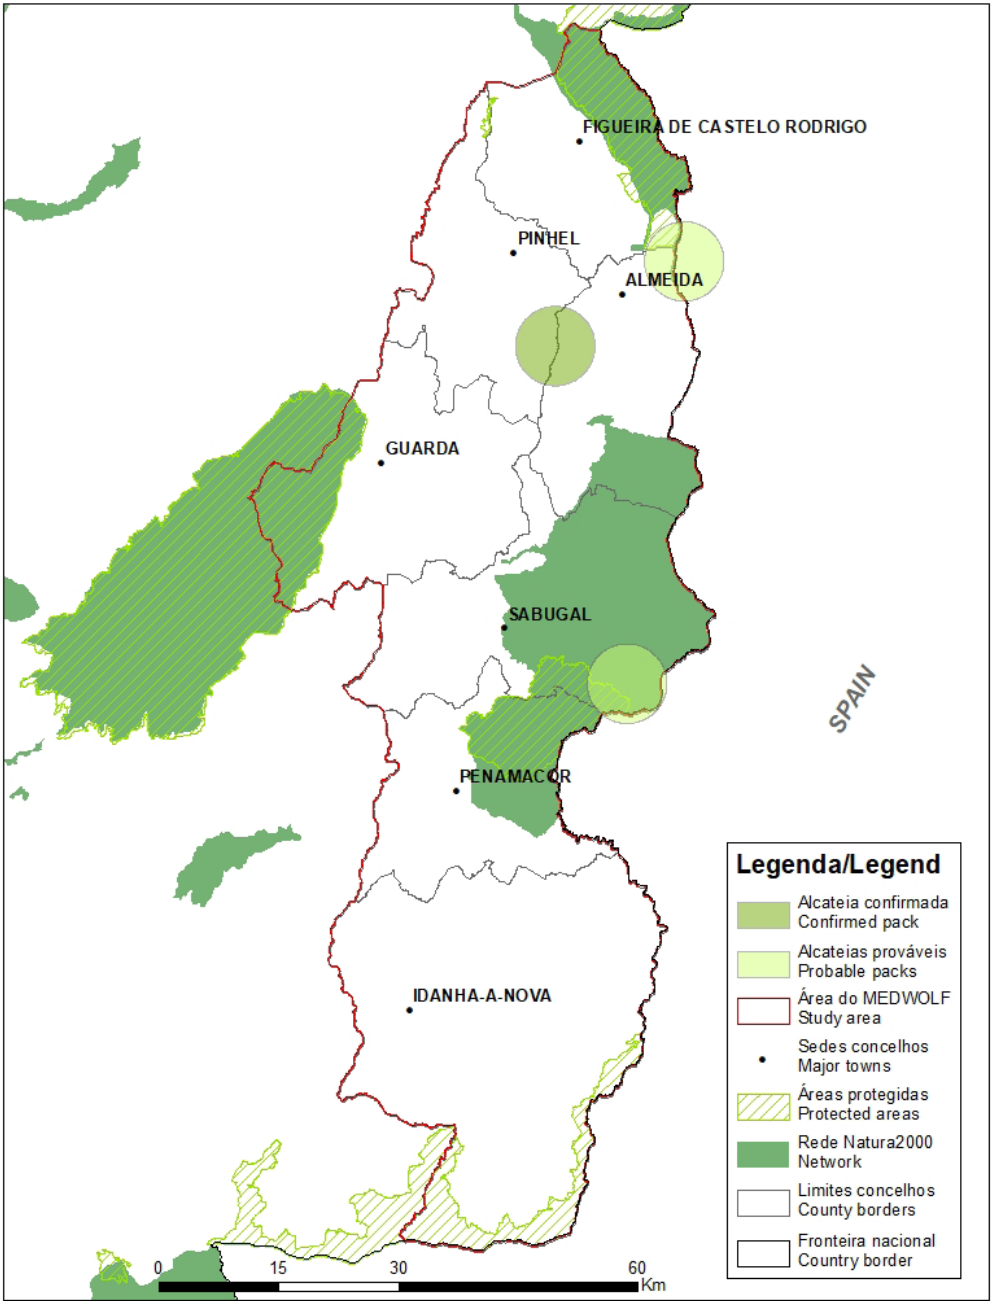 FIGUEIRA DE CASTELO RODRIGO
PINHEL
ALMEIDA
GUARDA
SABUGAL
SPAIN
PENAMACOR
IDANHA-A-NOVA
Legenda/Legend
Alcateia confirmada
Confirmed pack
Alcateias prováveis
Probable packs
Área do MEDWOLF
Study area
Sedes concelhos
Major towns
Áreas protegidas
Protected areas
Rede Natura2000
Network
Limites concelhos
County borders
Fronteira nacional
Country border
0 15 30 60
Km